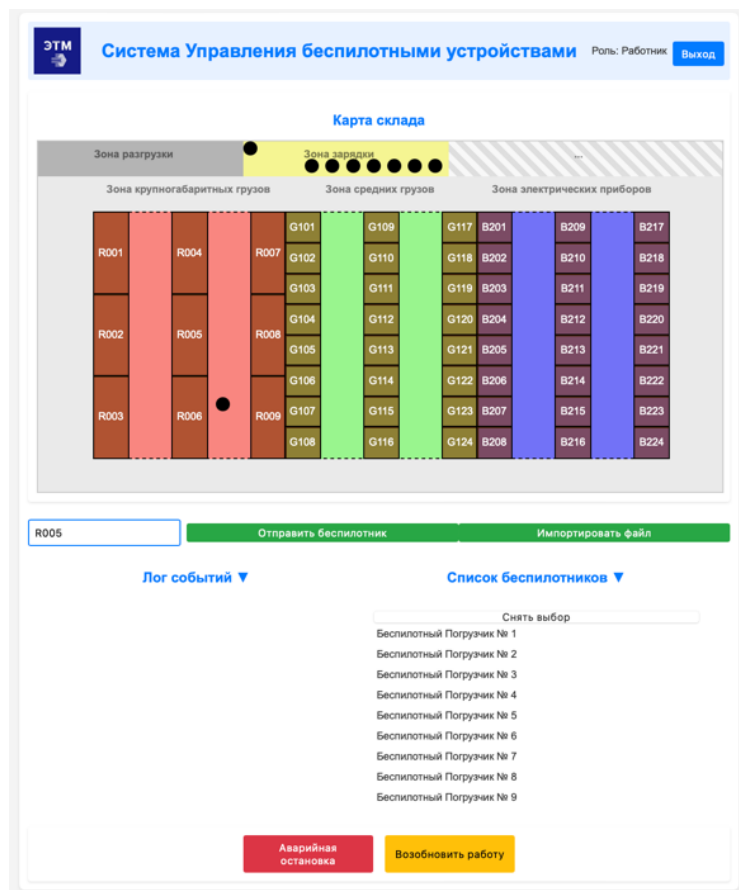 ЭТМ
Система Управления беспилотными устройствами
Роль: Работник
Выход
Карта склада
Зона разгрузки
Зона зарядки
...
Зона крупногабаритных грузов
Зона средних грузов
Зона электрических приборов
G101 G109 G117 B201 B209 B217
R001 R004 R007 G102 G110 G118 B202 B210 B218
G103 G111 G119 B203 B211 B219
G104 G112 G120 B204 B212 B220
R002 R005 R008
G105 G113 G121 B205 B213 B221
G106 G114 G122 B206 B214 B222
R003 R006 R009 G107 G115 G123 B207 B215 B223
G108 G116 G124 B208 B216 B224
R005
Отправить беспилотник
Импортировать файл
Лог событий ▼
Список беспилотников ▼
Снять выбор
Беспилотный Погрузчик № 1
Беспилотный Погрузчик № 2
Беспилотный Погрузчик № 3
Беспилотный Погрузчик № 4
Беспилотный Погрузчик № 5
Беспилотный Погрузчик № 6
Беспилотный Погрузчик № 7
Беспилотный Погрузчик № 8
Беспилотный Погрузчик № 9
Аварийная
остановка
Возобновить работу